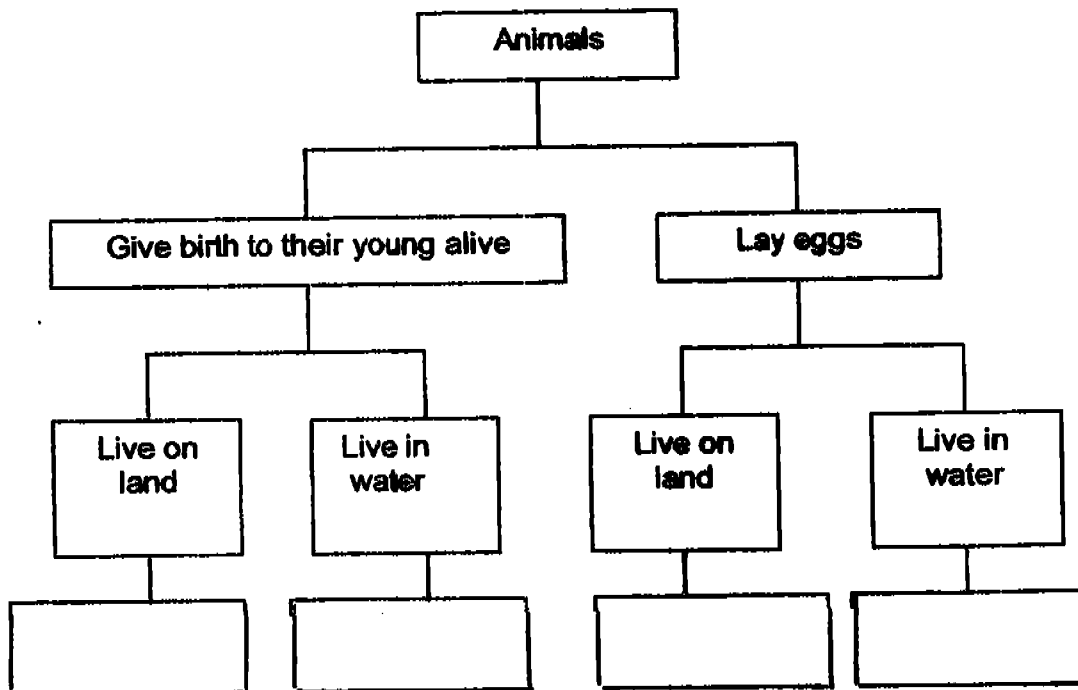 Animals
Give birth to their young alive
Lay eggs
Live on
land
Live in
water
Live on
land
Live in
water